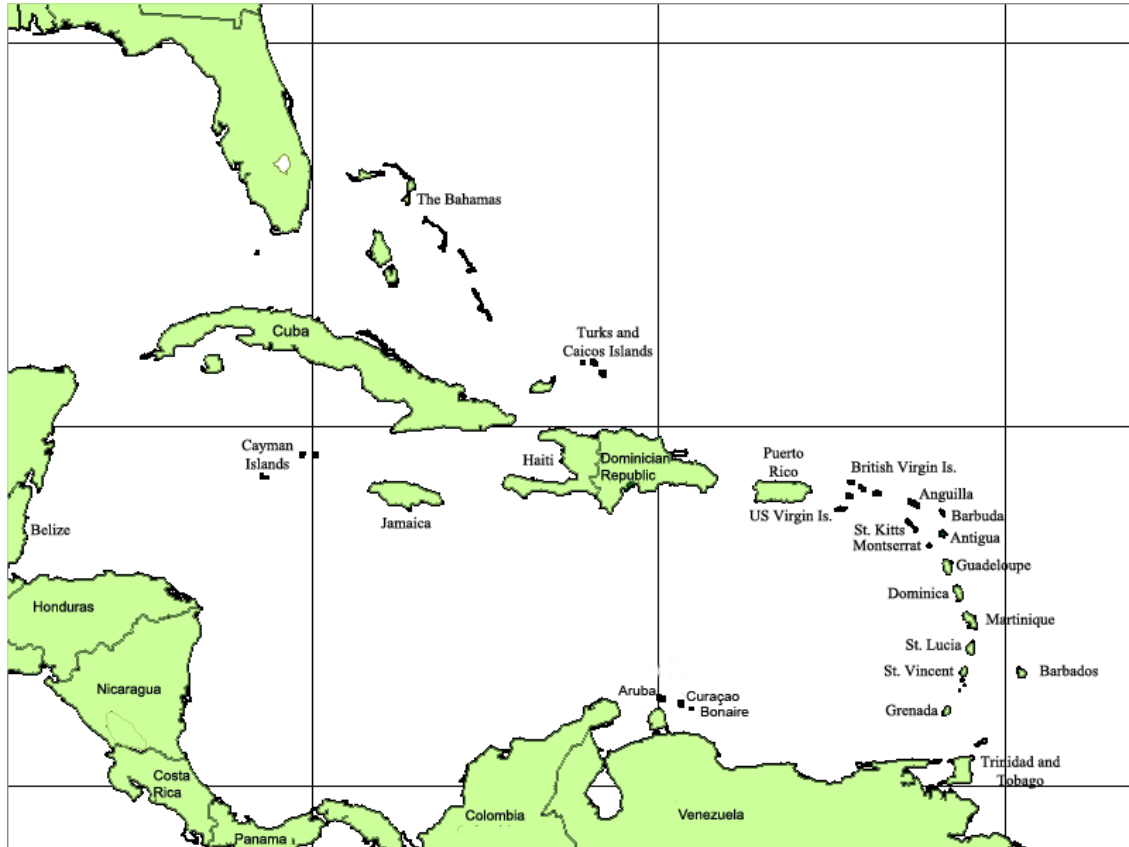 The Bahamas
Cuba
Turks and
Caicos Islands
Cayman
Islands
Haiti
Dominician
Republic
Puerto
Rico
British Virgin Is.
Anguilla
US Virgin Is.
Barbuda
Jamaica
Belize
St. Kitts
Antigua
Montserrat
Guadeloupe
Dominica
Honduras
Martinique
St. Lucia
St. Vincent
Barbados
Nicaragua
Aruba
Curaçao
Bonaire
Grenada
Trinidad and
Tobago
Costa
Rica
Colombia
Venezuela
Panama